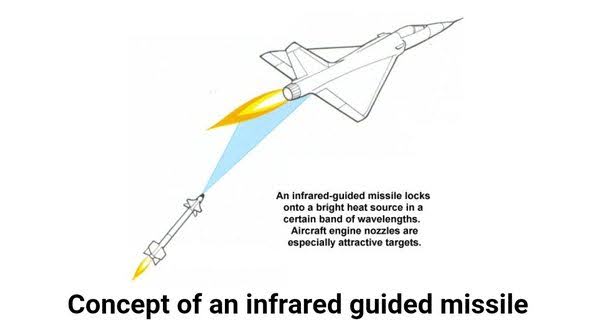 An infrared-guided missile locks
onto a bright heat source in a
certain band of wavelengths.
Aircraft engine nozzles are
especially attractive targets.
Concept of an infrared guided missile